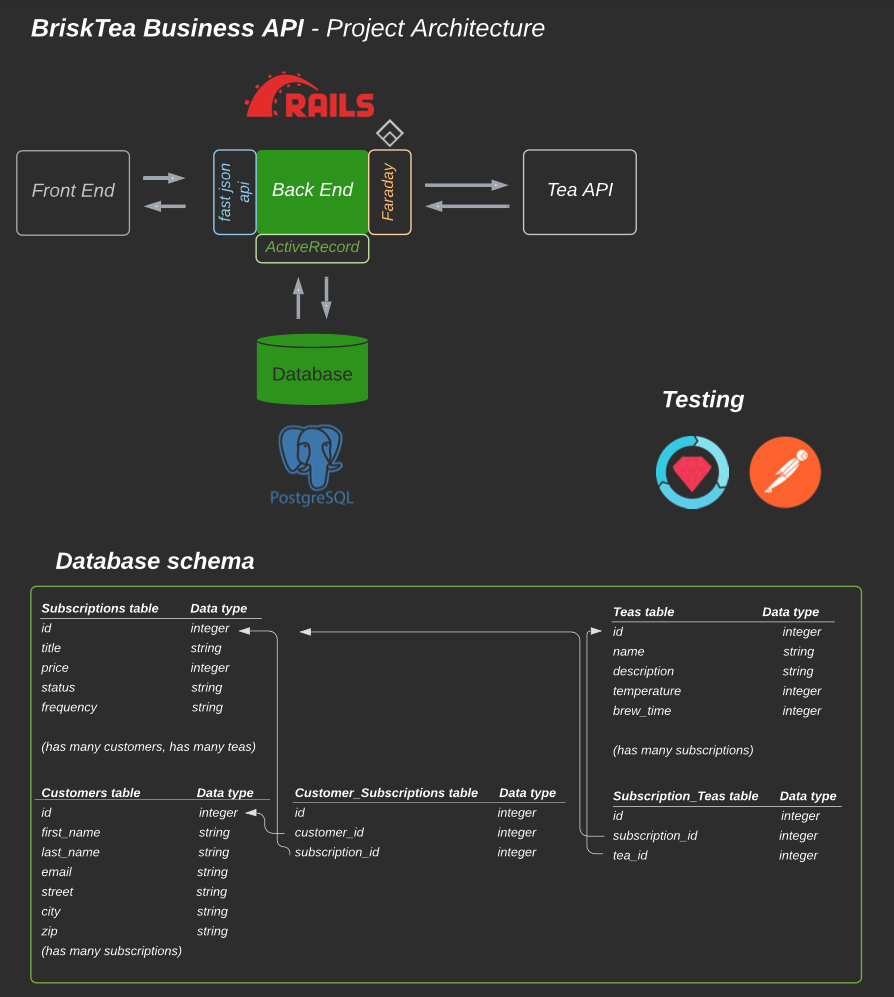 BriskTea Business API - Project Architecture
RAILS
Front End
fast json
api
Back End
Faraday
Tea API
ActiveRecord
Database
PostgreSQL
Testing
Database schema
Subscriptions table Data type
id integer
title string
price integer
status string
frequency string
(has many customers, has many teas)
Teas table Data type
id integer
name string
description string
temperature integer
brew_time integer
(has many subscriptions)
Customers table Data type
id integer
first_name string
last_name string
email string
street string
city string
zip string
(has many subscriptions)
Customer_Subscriptions table Data type
id integer
customer_id integer
subscription_id integer
Subscription_Teas table Data type
id integer
subscription_id integer
tea_id integer